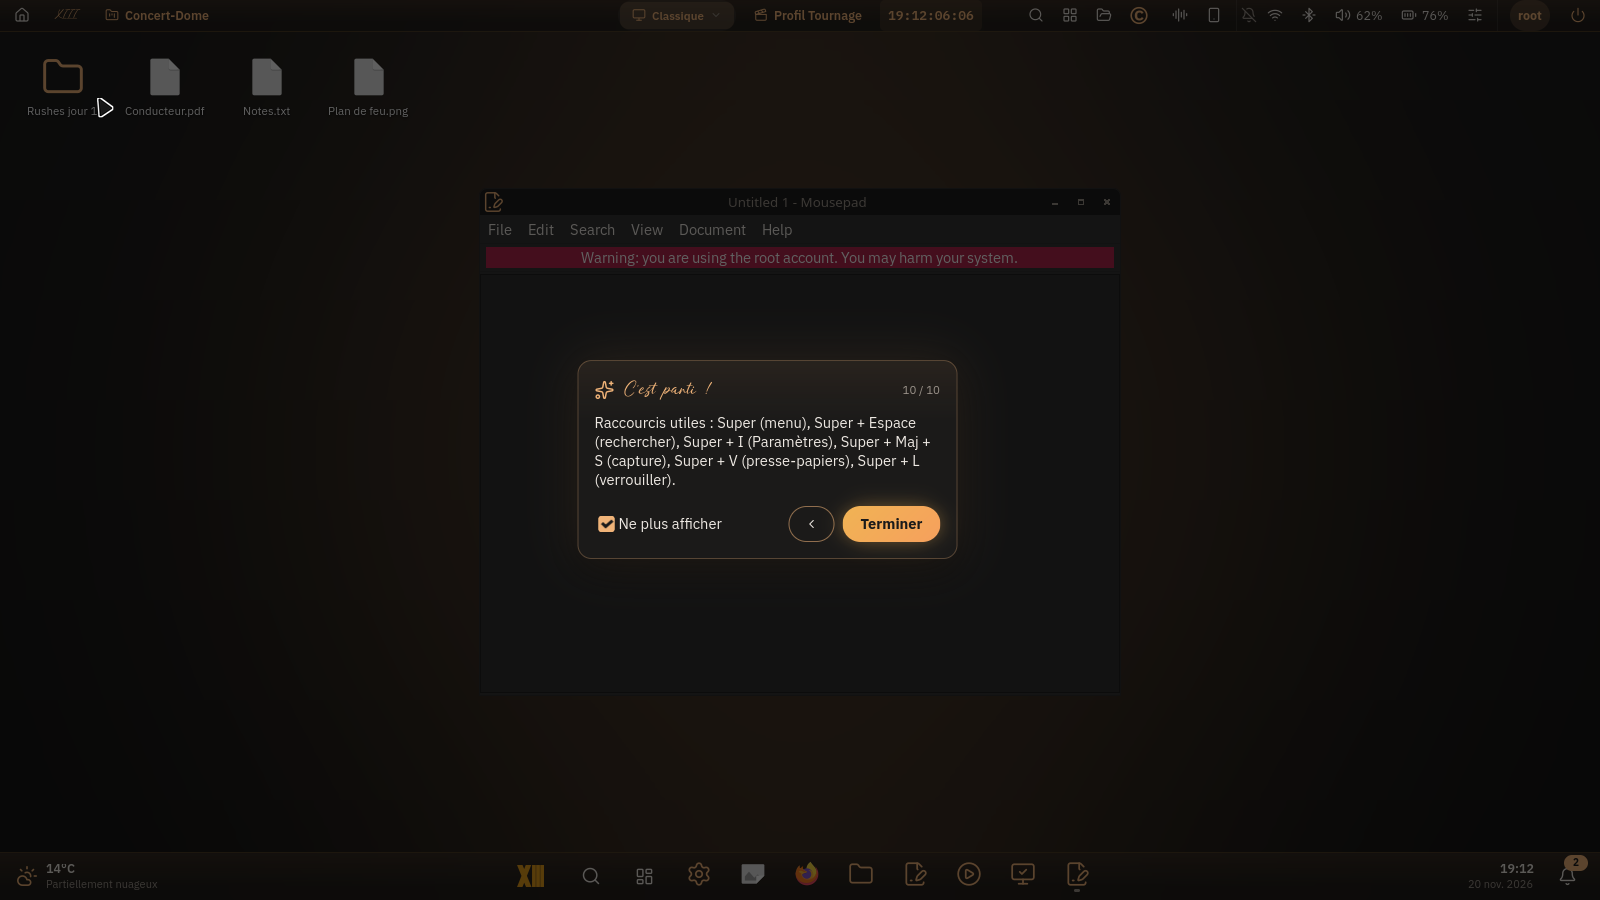 XIII
Concert-Dome
Classique
Profil Tournage
19:12:06:06
62%
76%
root
Rushes jour 1
Conducteur.pdf
Notes.txt
Plan de feu.png
Untitled 1 - Mousepad
File Edit Search View Document Help
Warning: you are using the root account. You may harm your system.
C'est parti !
10 / 10
Raccourcis utiles : Super (menu), Super + Espace
(rechercher), Super + I (Paramètres), Super + Maj +
S (capture), Super + V (presse-papiers), Super + L
(verrouiller).
Ne plus afficher
Terminer
14°C
Partiellement nuageux
XIII
19:12
20 nov. 2026
2